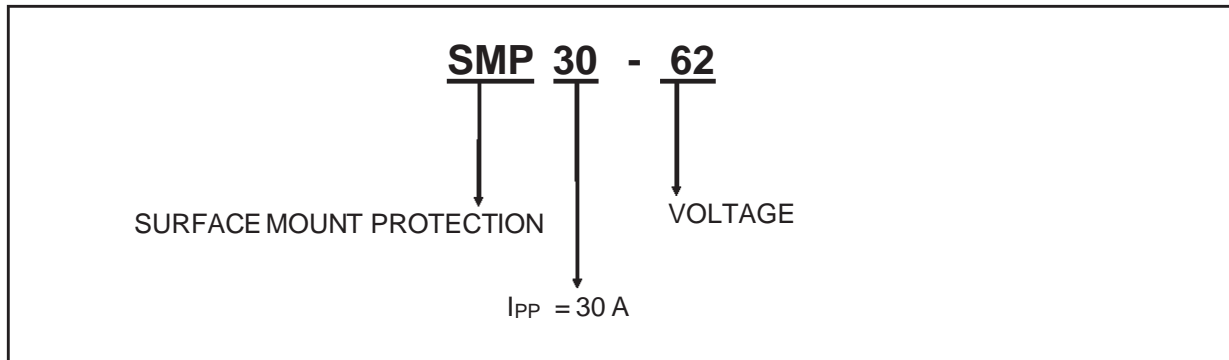 SMP 30 - 62
SURFACE MOUNT PROTECTION
VOLTAGE
IPP = 30 A